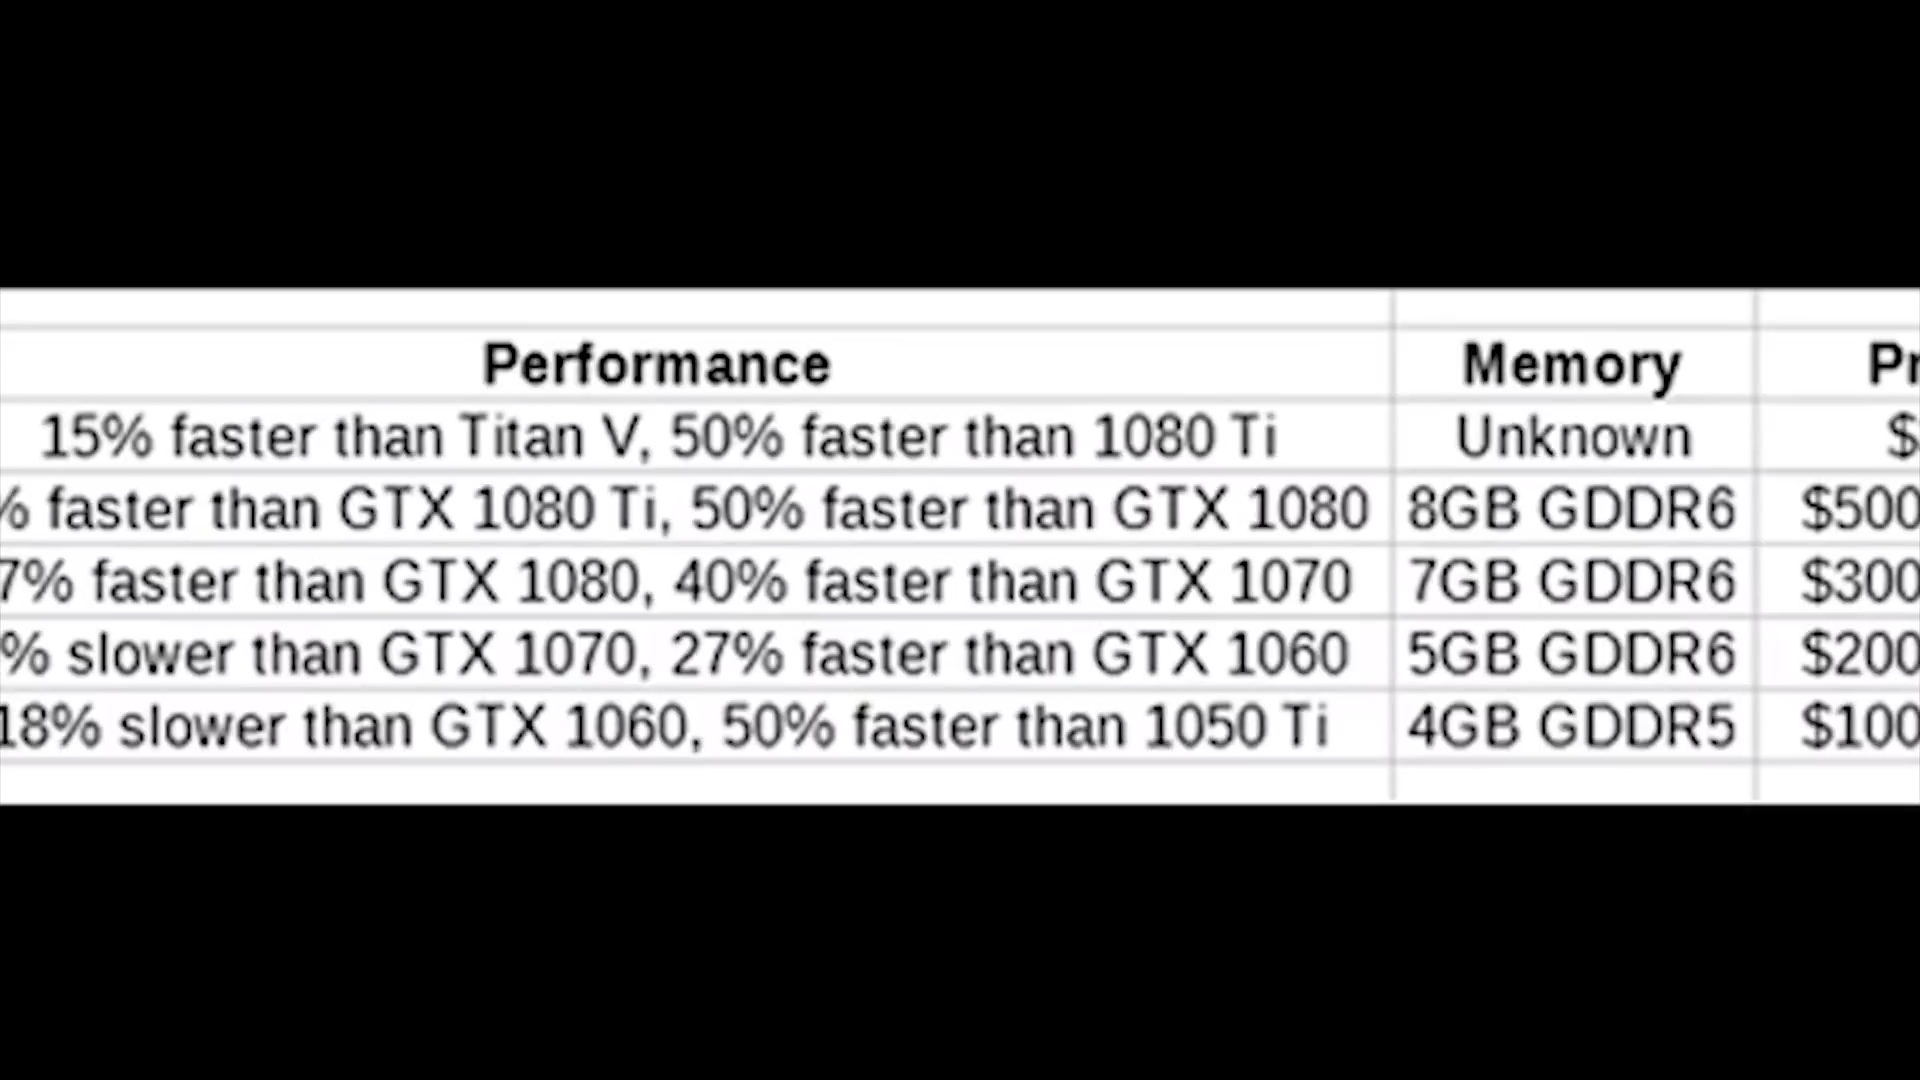 Performance Memory Pr
15% faster than Titan V, 50% faster than 1080 Ti Unknown $
% faster than GTX 1080 Ti, 50% faster than GTX 1080 8GB GDDR6 $500
7% faster than GTX 1080, 40% faster than GTX 1070 7GB GDDR6 $300
% slower than GTX 1070, 27% faster than GTX 1060 5GB GDDR6 $200
18% slower than GTX 1060, 50% faster than 1050 Ti 4GB GDDR5 $100